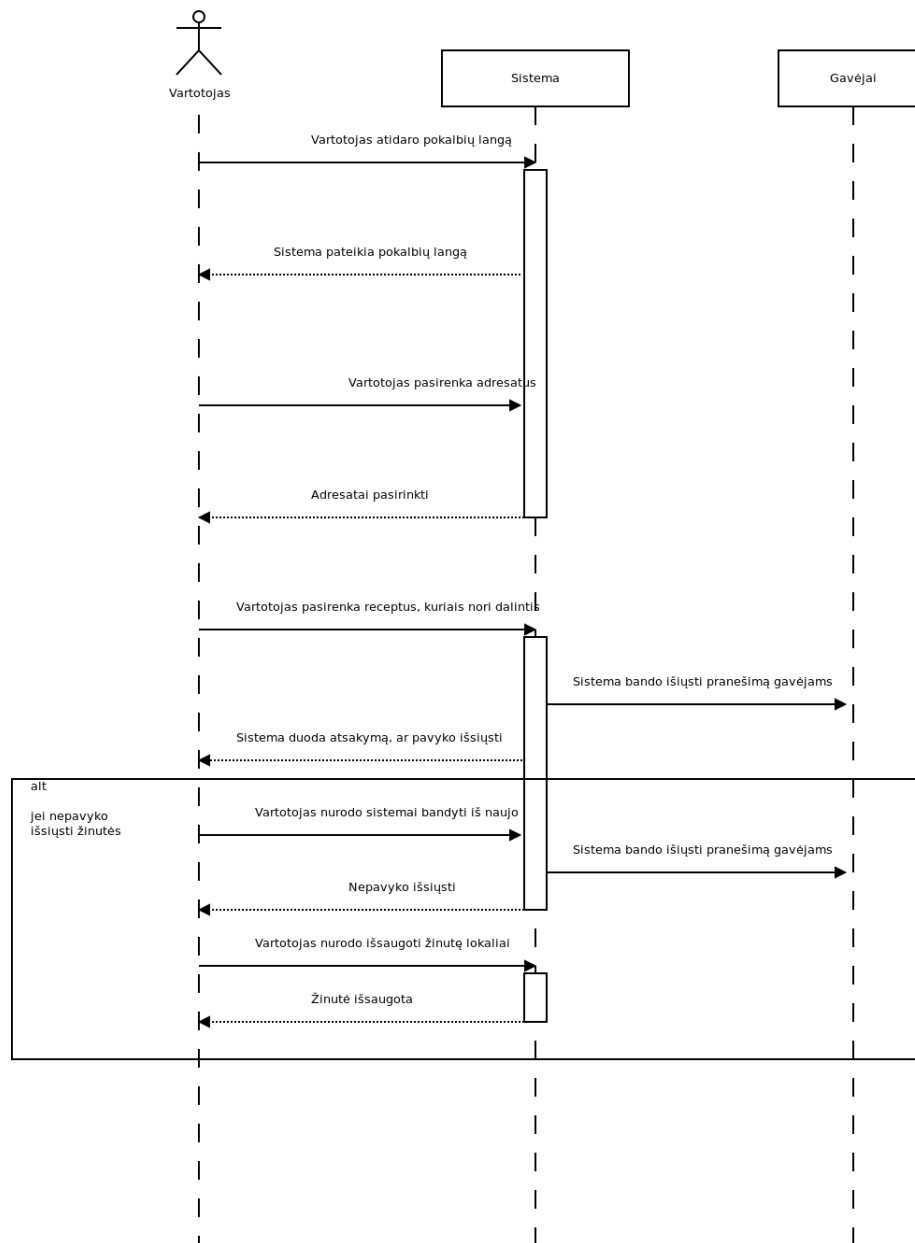 Vartotojas
Sistema
Gavėjai
Vartotojas atidaro pokalbių langą
Sistema pateikia pokalbių langą
Vartotojas pasirenka adresatus
Adresatai pasirinkti
Vartotojas pasirenka receptus, kuriais nori dalintis
Sistema bando išiųsti pranešimą gavėjams
Sistema duoda atsakymą, ar pavyko išsiųsti
alt
jei nepavyko
išsiųsti žinutės
Vartotojas nurodo sistemai bandyti iš naujo
Sistema bando išiųsti pranešimą gavėjams
Nepavyko išsiųsti
Vartotojas nurodo išsaugoti žinutę lokaliai
Žinutė išsaugota